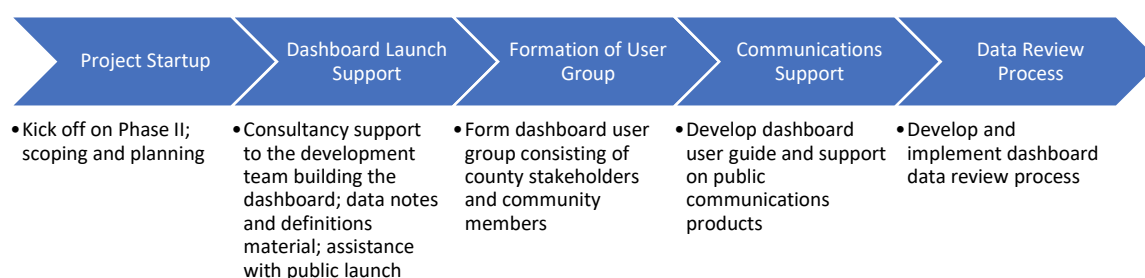 Project Startup
Dashboard Launch
Support
Formation of User
Group
Communications
Support
Data Review
Process
•Kick off on Phase II;
scoping and planning
•Consultancy support
to the development
team building the
dashboard; data notes
and definitions
material; assistance
with public launch
•Form dashboard user
group consisting of
county stakeholders
and community
members
•Develop dashboard
user guide and support
on public
communications
products
•Develop and
implement dashboard
data review process